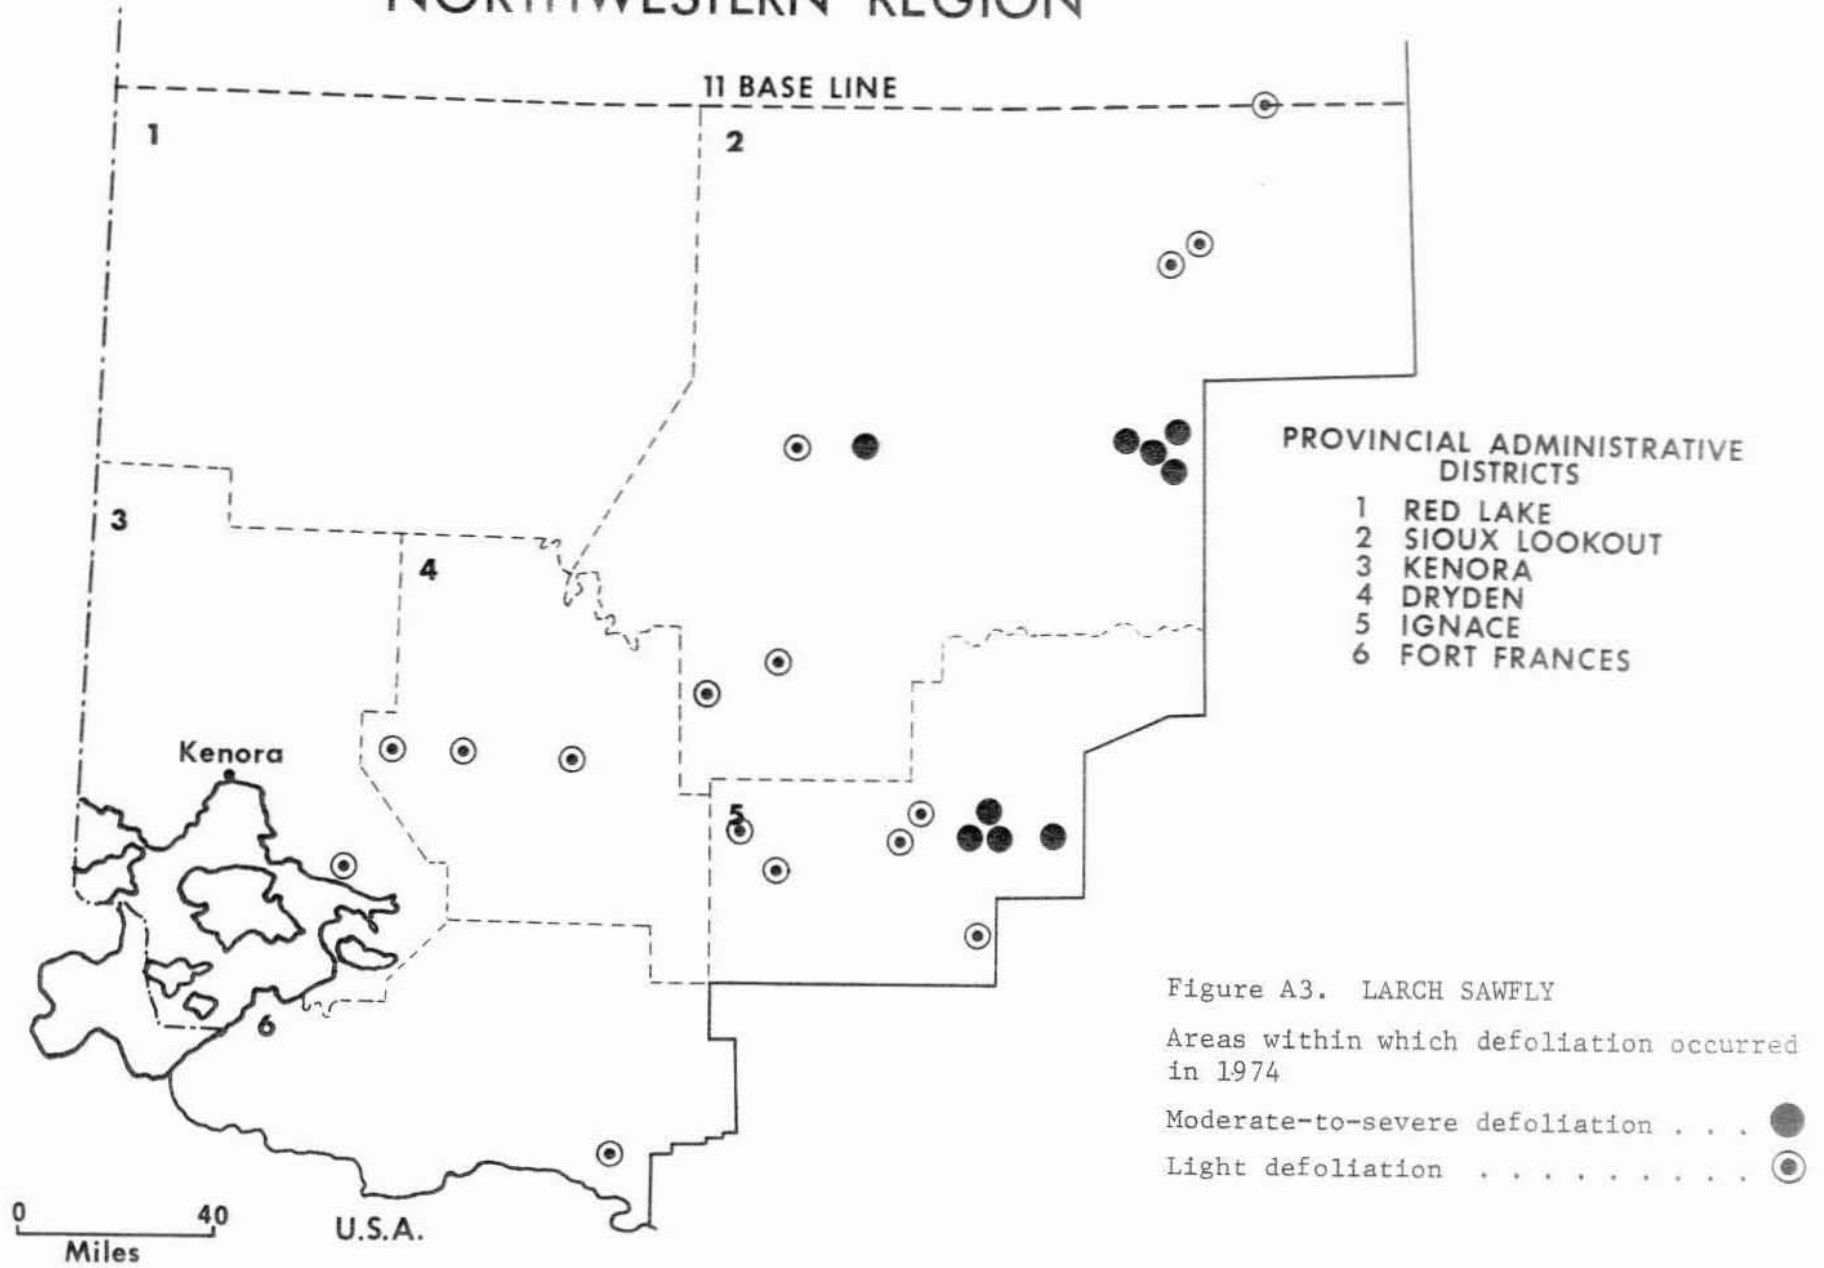 NORTHWESTERN REGION
11 BASE LINE
1
2
3
4
Kenora
5
6
0 40
Miles
U.S.A.
PROVINCIAL ADMINISTRATIVE
DISTRICTS
1 RED LAKE
2 SIOUX LOOKOUT
3 KENORA
4 DRYDEN
5 IGNACE
6 FORT FRANCES
Figure A3. LARCH SAWFLY
Areas within which defoliation occurred
in 1974
Moderate-to-severe defoliation . . .
Light defoliation . . . . . . . . .